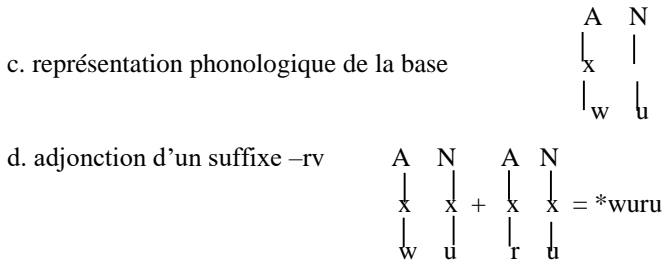 A N
c. représentation phonologique de la base x
w u
d. adjonction d’un suffixe –rv A N A N
x x + x x = *wuru
w u r u